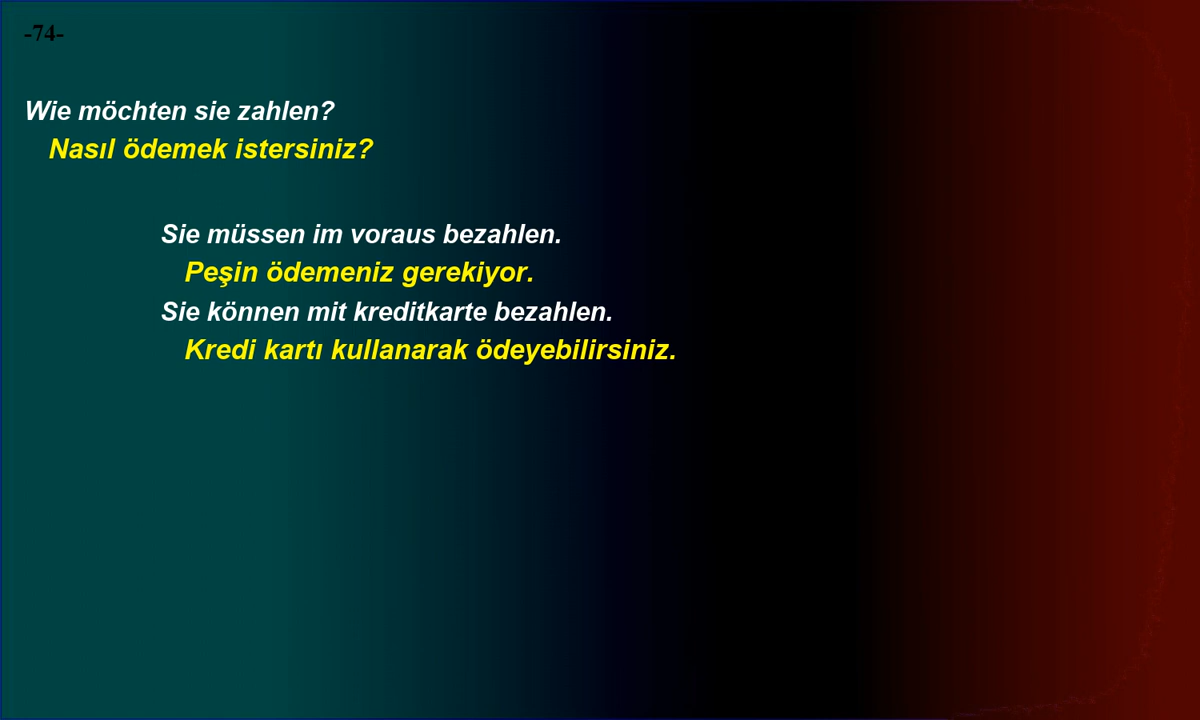 -74-
Wie möchten sie zahlen?
Nasıl ödemek istersiniz?
Sie müssen im voraus bezahlen.
Peşin ödemeniz gerekiyor.
Sie können mit kreditkarte bezahlen.
Kredi kartı kullanarak ödeyebilirsiniz.